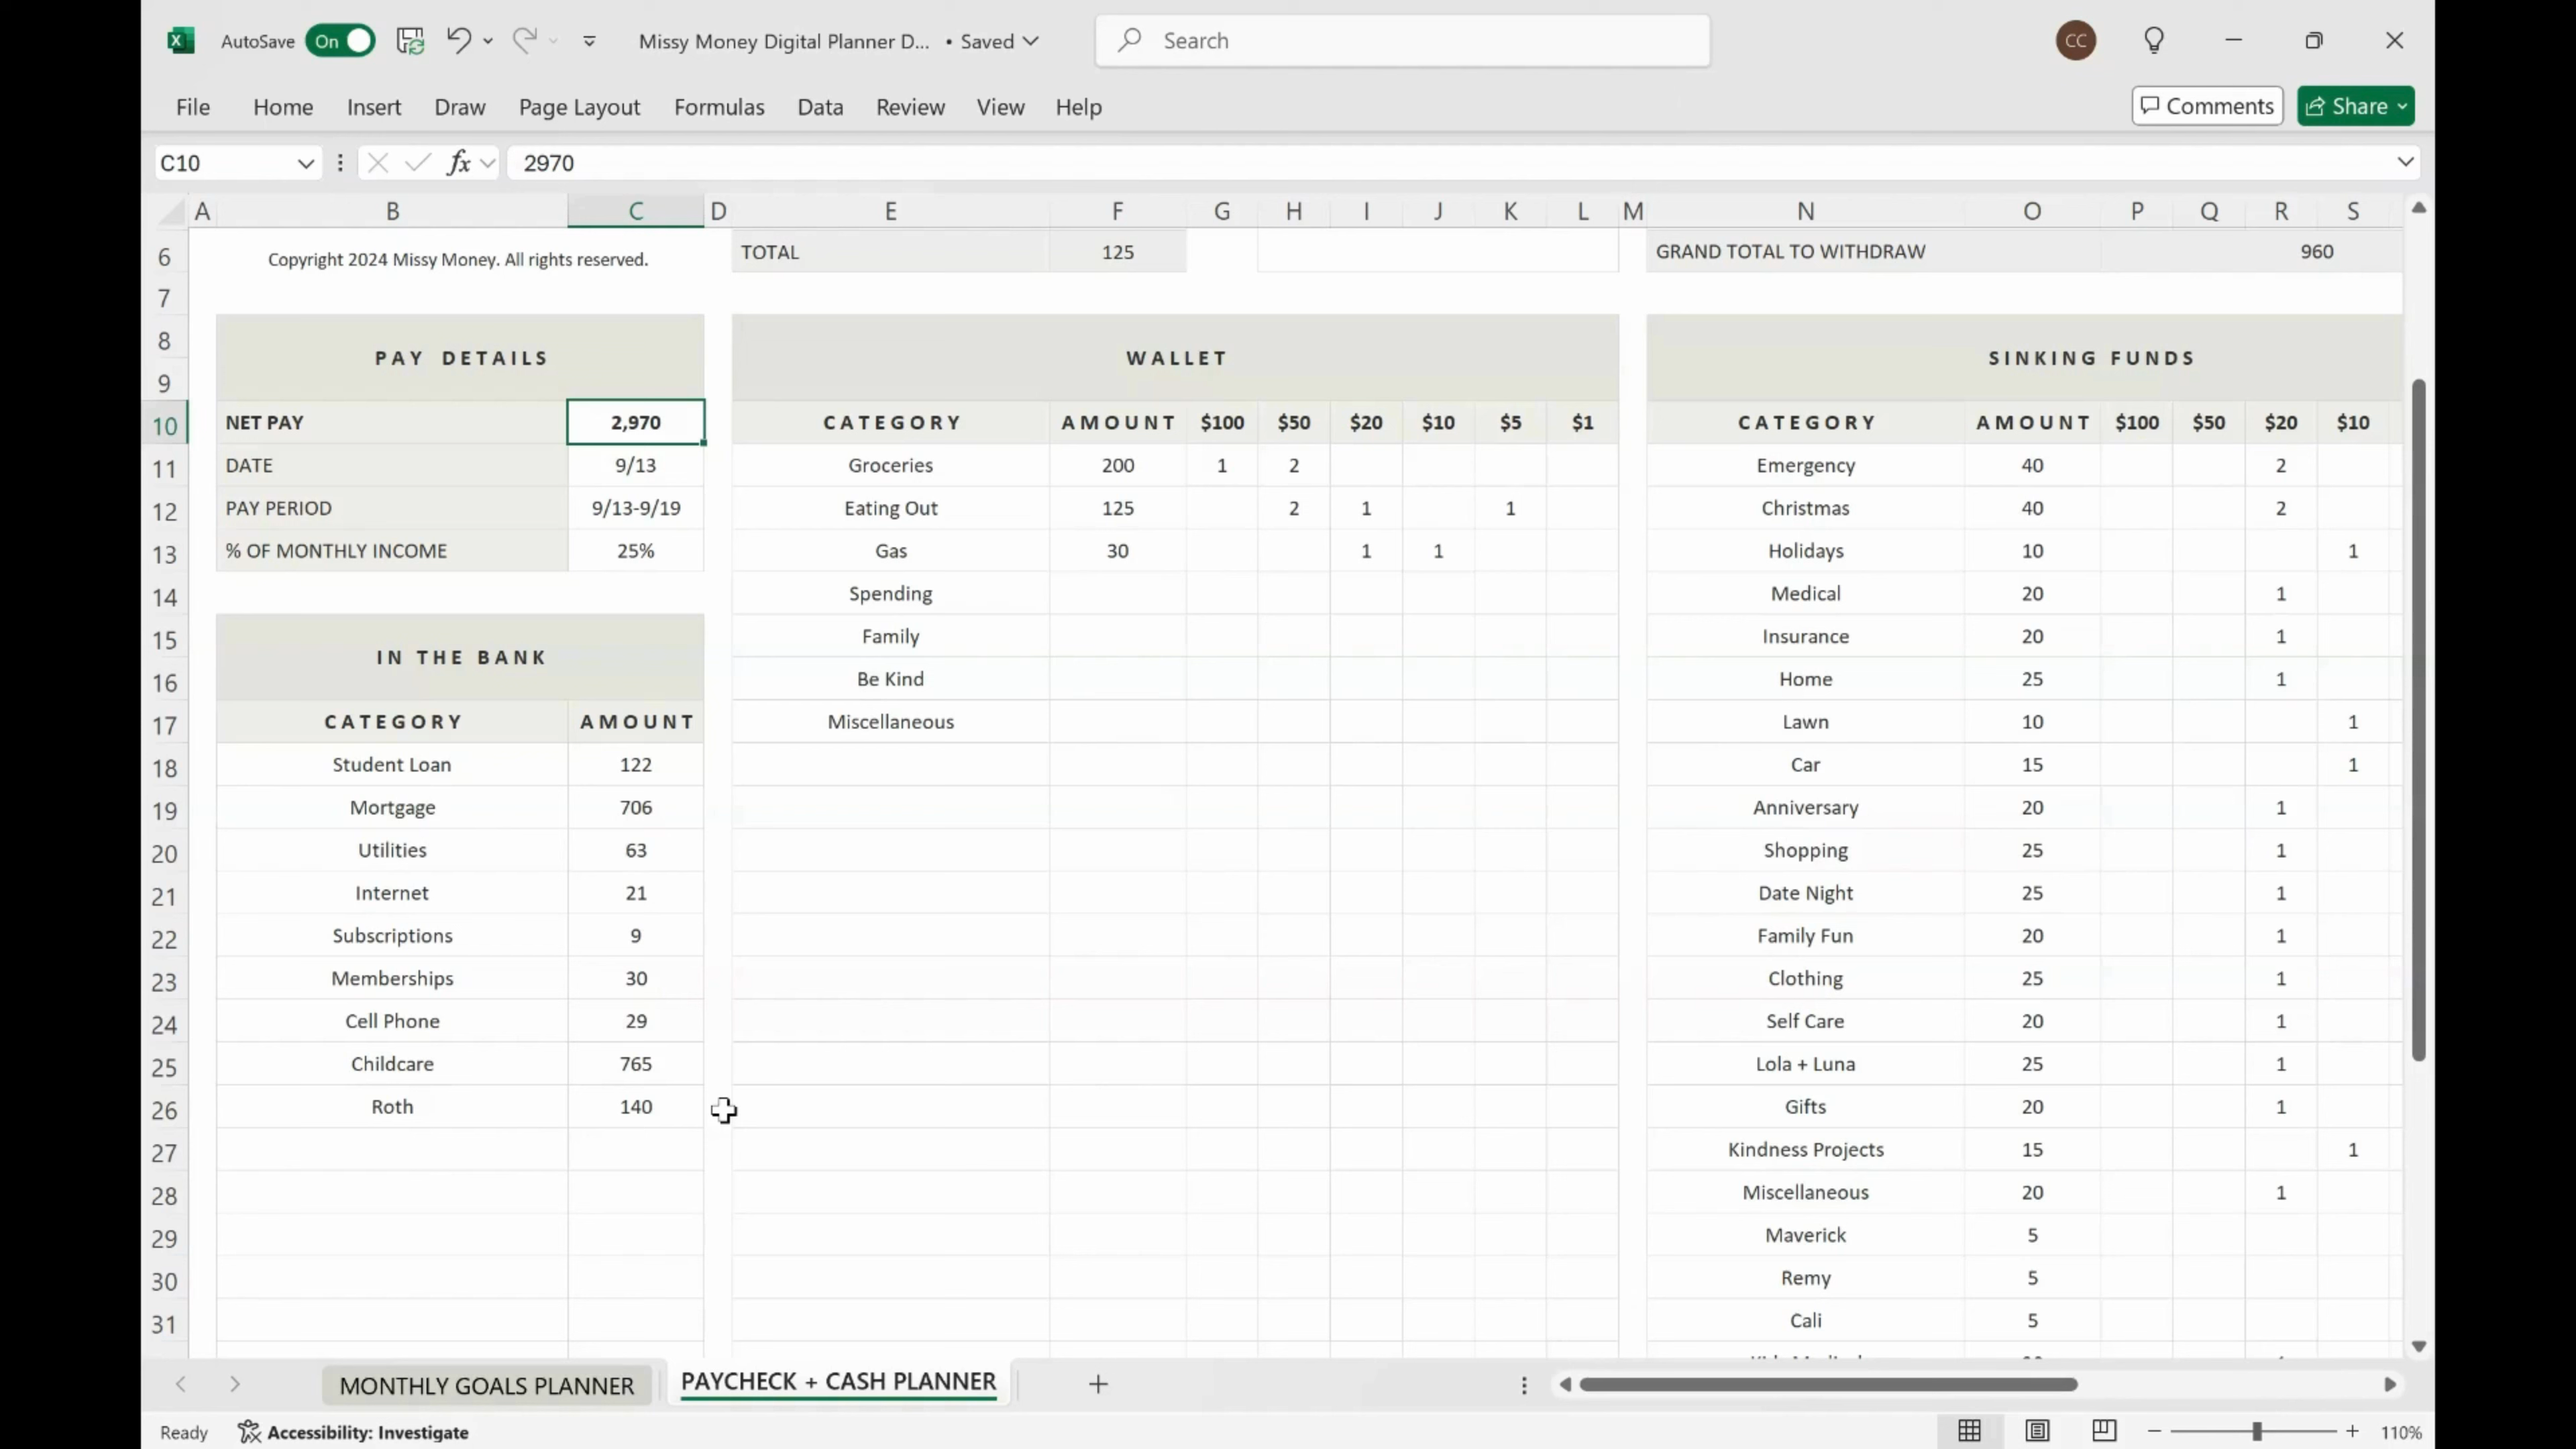 AutoSave On Missy Money Digital Planner D... • Saved Search CC
File Home Insert Draw Page Layout Formulas Data Review View Help Comments Share
C10 fx 2970
A B C D E F G H I J K L M N O P Q R S
6 Copyright 2024 Missy Money. All rights reserved. TOTAL 125 GRAND TOTAL TO WITHDRAW 960
7
8 PAY DETAILS WALLET SINKING FUNDS
9
10 NET PAY 2,970 CATEGORY AMOUNT $100 $50 $20 $10 $5 $1 CATEGORY AMOUNT $100 $50 $20 $10
11 DATE 9/13 Groceries 200 1 2 Emergency 40 2
12 PAY PERIOD 9/13-9/19 Eating Out 125 2 1 1 Christmas 40 2
13 % OF MONTHLY INCOME 25% Gas 30 1 1 Holidays 10 1
14 Spending Medical 20 1
15 IN THE BANK Family Insurance 20 1
16 Be Kind Home 25 1
17 CATEGORY AMOUNT Miscellaneous Lawn 10 1
18 Student Loan 122 Car 15 1
19 Mortgage 706 Anniversary 20 1
20 Utilities 63 Shopping 25 1
21 Internet 21 Date Night 25 1
22 Subscriptions 9 Family Fun 20 1
23 Memberships 30 Clothing 25 1
24 Cell Phone 29 Self Care 20 1
25 Childcare 765 Lola + Luna 25 1
26 Roth 140 Gifts 20 1
27 Kindness Projects 15 1
28 Miscellaneous 20 1
29 Maverick 5
30 Remy 5
31 Cali 5
MONTHLY GOALS PLANNER PAYCHECK + CASH PLANNER
Ready Accessibility: Investigate 110%